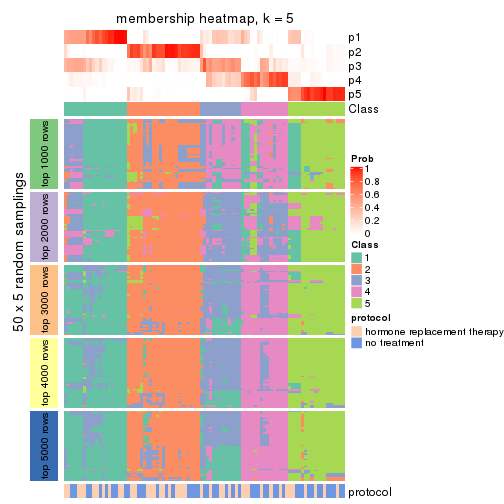 membership heatmap, k = 5
p1
p2
p3
p4
p5
Class
50 x 5 random samplings
top 1000 rows
top 2000 rows
top 3000 rows
top 4000 rows
top 5000 rows
protocol
Prob
1
0.8
0.6
0.4
0.2
0
Class
1
2
3
4
5
protocol
hormone replacement therapy
no treatment